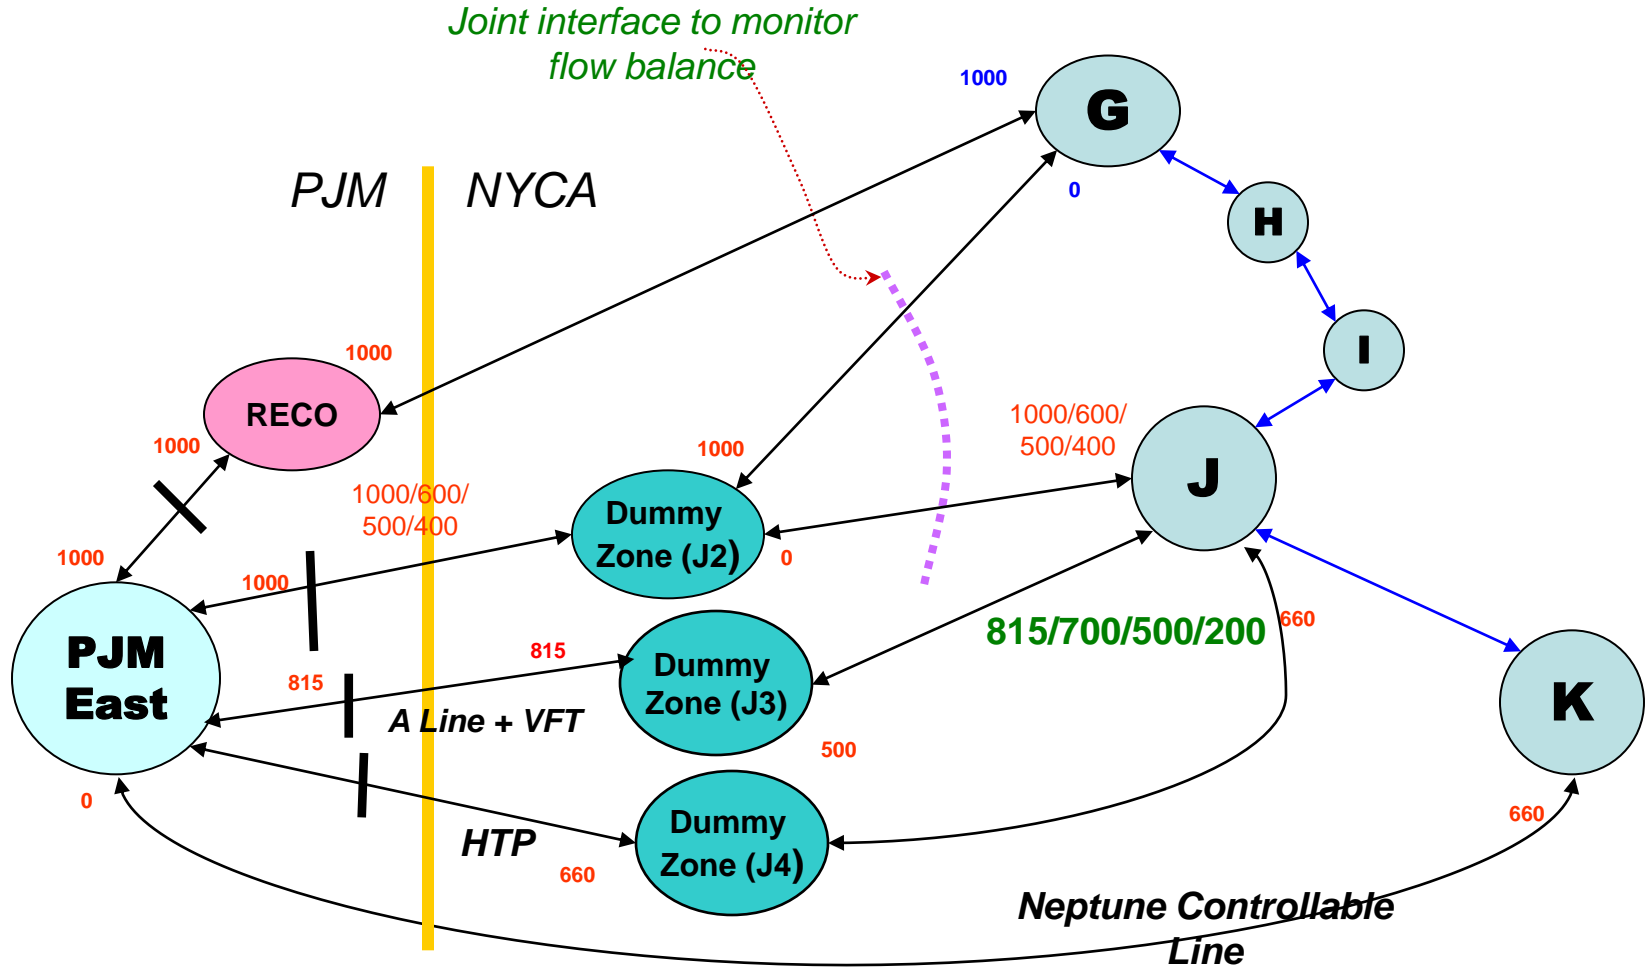 Joint interface to monitor
flow balance
1000
G
PJM
NYCA
0
H
1000
I
RECO
1000/600/
500/400
1000
1000
J
1000/600/
500/400
Dummy
Zone (J2)
1000
1000
0
PJM
East
815/700/500/200
660
815
815
Dummy
Zone (J3)
K
A Line + VFT
500
0
Dummy
Zone (J4)
660
HTP
660
Neptune Controllable
Line